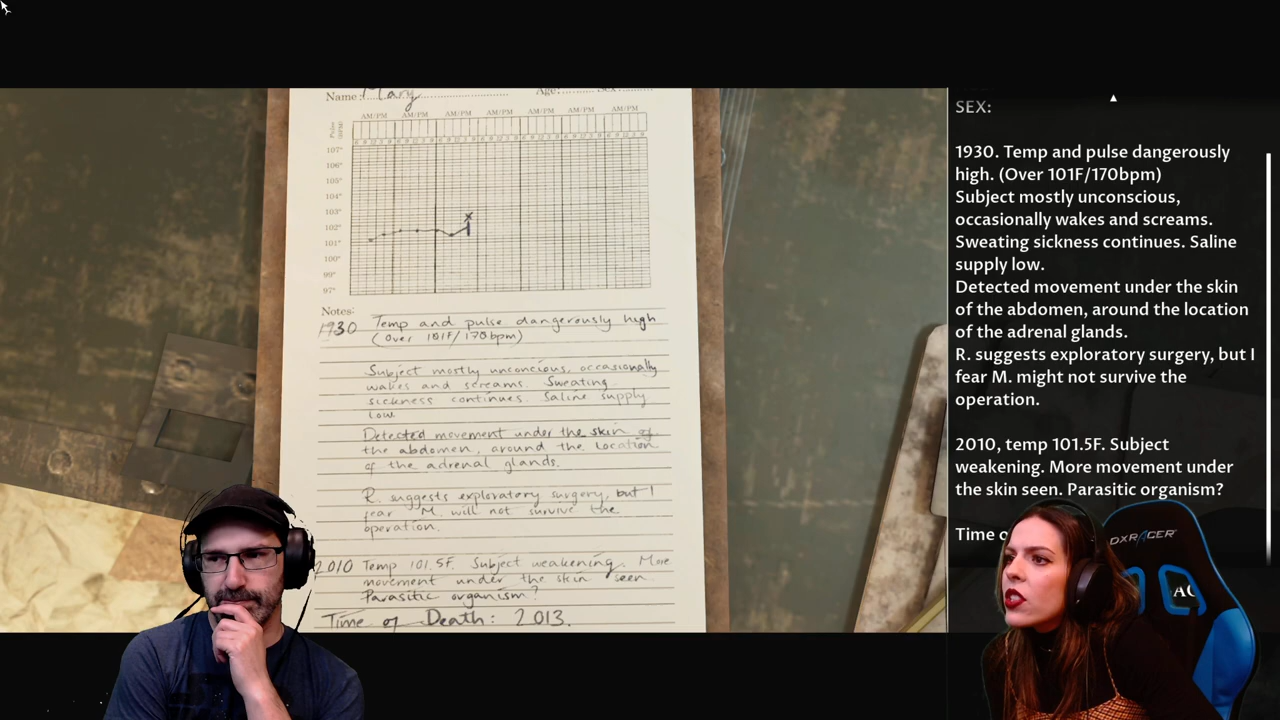 Name: Mary
Age:
AM/PM AM/PM AM/PM AM/PM AM/PM AM/PM AM/PM
Pulse
107°
106°
105°
104°
103°
102°
101°
100°
99°
97°
Notes:
1930 Temp and pulse dangerously high
(Over 101F/170bpm)
Subject mostly unconcious, occasionally
wakes and screams. Sweating
sickness continues. Saline supply
low.
Detected movement under the skin of
the abdomen, around the location
of the adrenal glands.
R. suggests exploratory surgery, but I
fear M. will not survive the
operation.
2010 Temp 101.5F. Subject weakening. More
movement under the skin seen.
Parasitic organism?
Time of Death: 2013.
SEX:
1930. Temp and pulse dangerously
high. (Over 101F/170bpm)
Subject mostly unconscious,
occasionally wakes and screams.
Sweating sickness continues. Saline
supply low.
Detected movement under the skin
of the abdomen, around the location
of the adrenal glands.
R. suggests exploratory surgery, but I
fear M. might not survive the
operation.
2010, temp 101.5F. Subject
weakening. More movement under
the skin seen. Parasitic organism?
Time
DXRACER